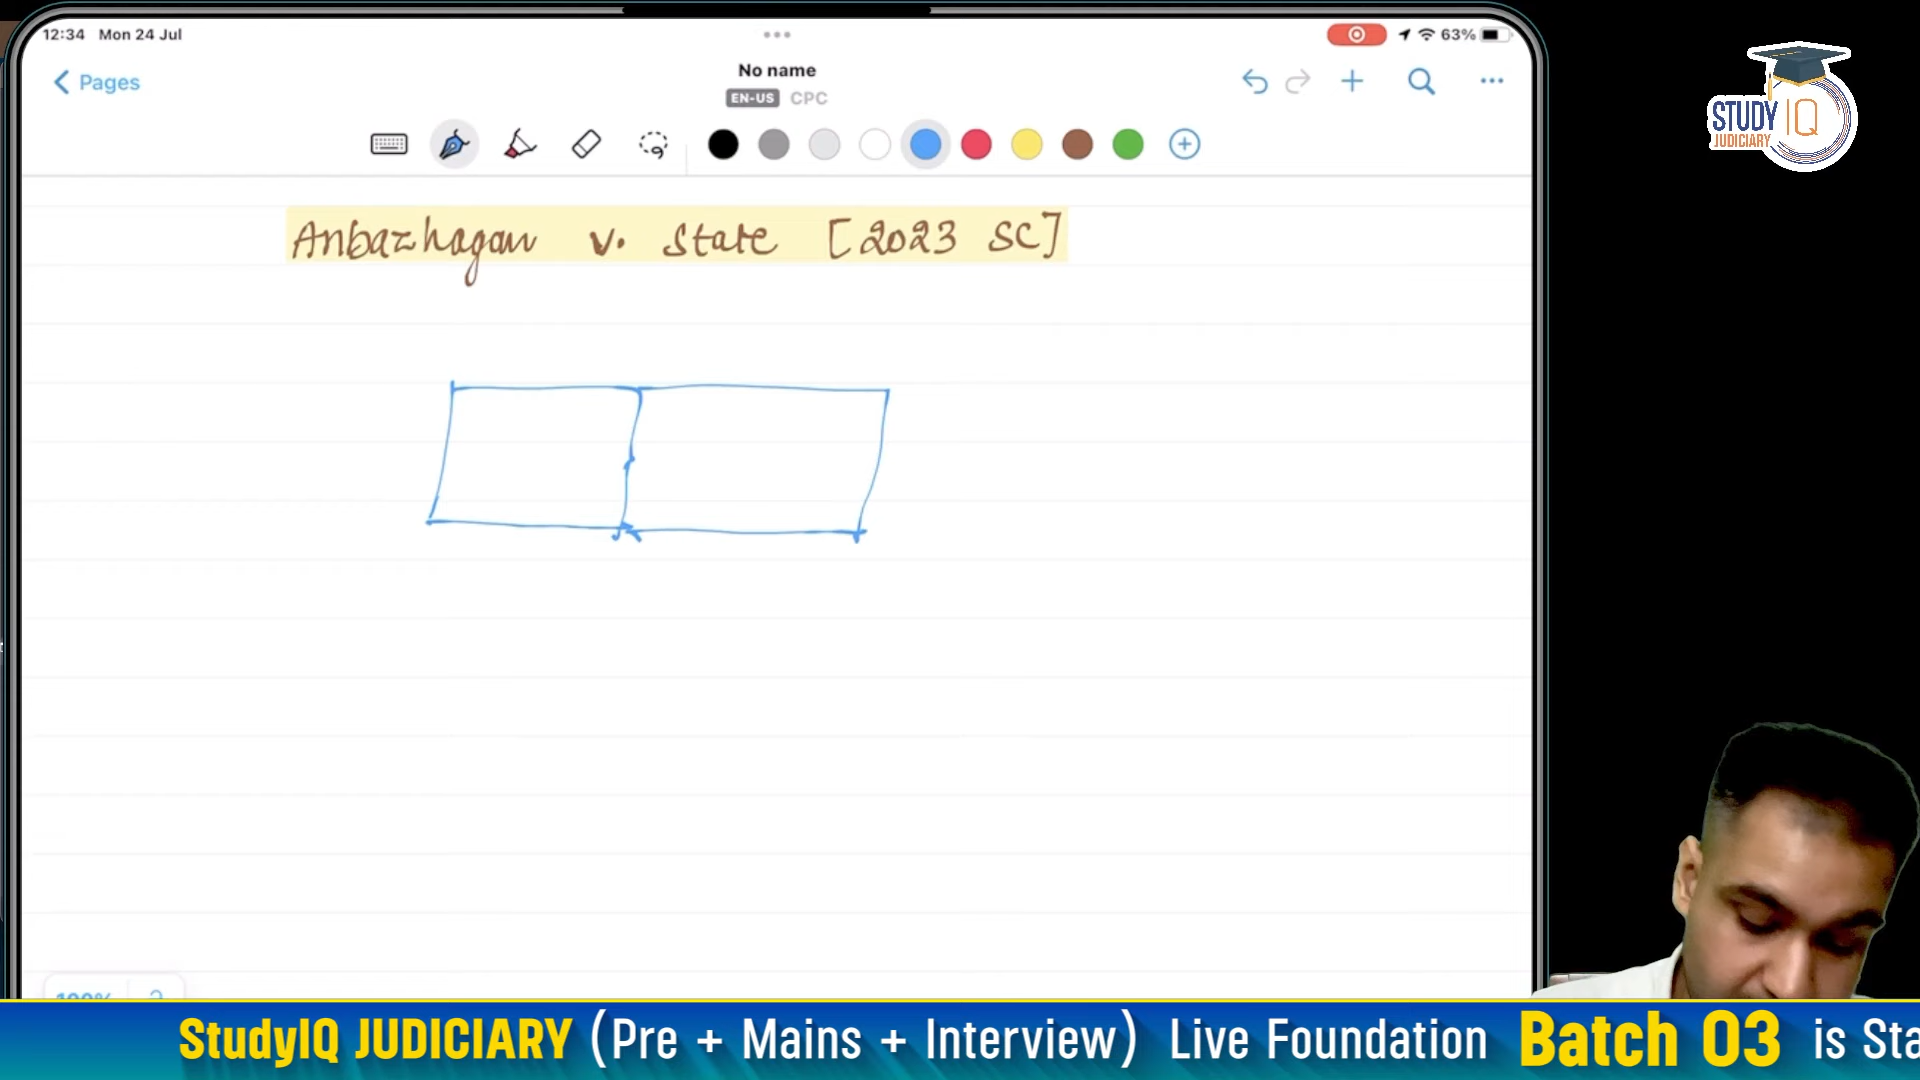 12:34 Mon 24 Jul
63%
Pages
No name
EN-US CPC
STUDY IQ
JUDICIARY
Anbazhagan v. State [2023 SC]
100%
StudyIQ JUDICIARY (Pre + Mains + Interview) Live Foundation Batch 03 is Sta